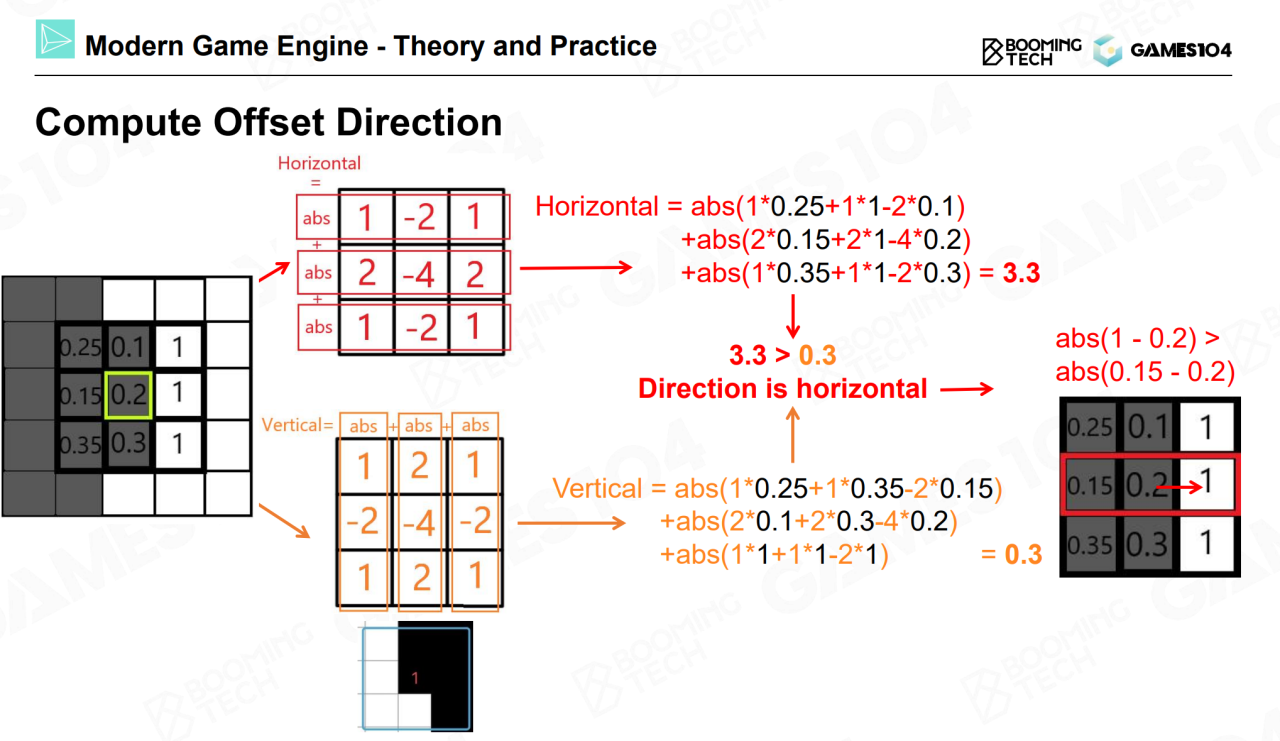 Modern Game Engine - Theory and Practice
BOOMING
TECH
GAMES104
Compute Offset Direction
Horizontal
=
abs 1 -2 1
+
abs 2 -4 2
+
abs 1 -2 1
Horizontal = abs(1*0.25+1*1-2*0.1)
+abs(2*0.15+2*1-4*0.2)
+abs(1*0.35+1*1-2*0.3) = 3.3
0.25 0.1 1
0.15 0.2 1
0.35 0.3 1
3.3 > 0.3
Direction is horizontal
abs(1 - 0.2) >
abs(0.15 - 0.2)
0.25 0.1 1
0.15 0.2 1
0.35 0.3 1
Vertical= abs + abs + abs
1 2 1
-2 -4 -2
1 2 1
Vertical = abs(1*0.25+1*0.35-2*0.15)
+abs(2*0.1+2*0.3-4*0.2)
+abs(1*1+1*1-2*1) = 0.3
1